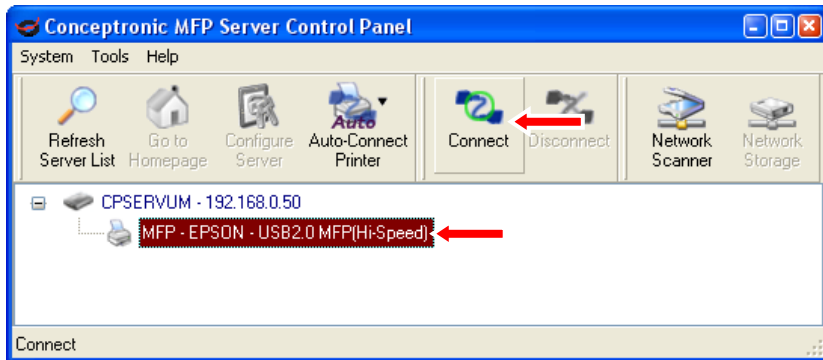 Conceptronic MFP Server Control Panel
System Tools Help
Refresh Server List
Go to Homepage
Configure Server
Auto
Auto-Connect Printer
Connect
Disconnect
Network Scanner
Network Storage
CPSERVUM - 192.168.0.50
MFP - EPSON - USB2.0 MFP(Hi-Speed)
Connect